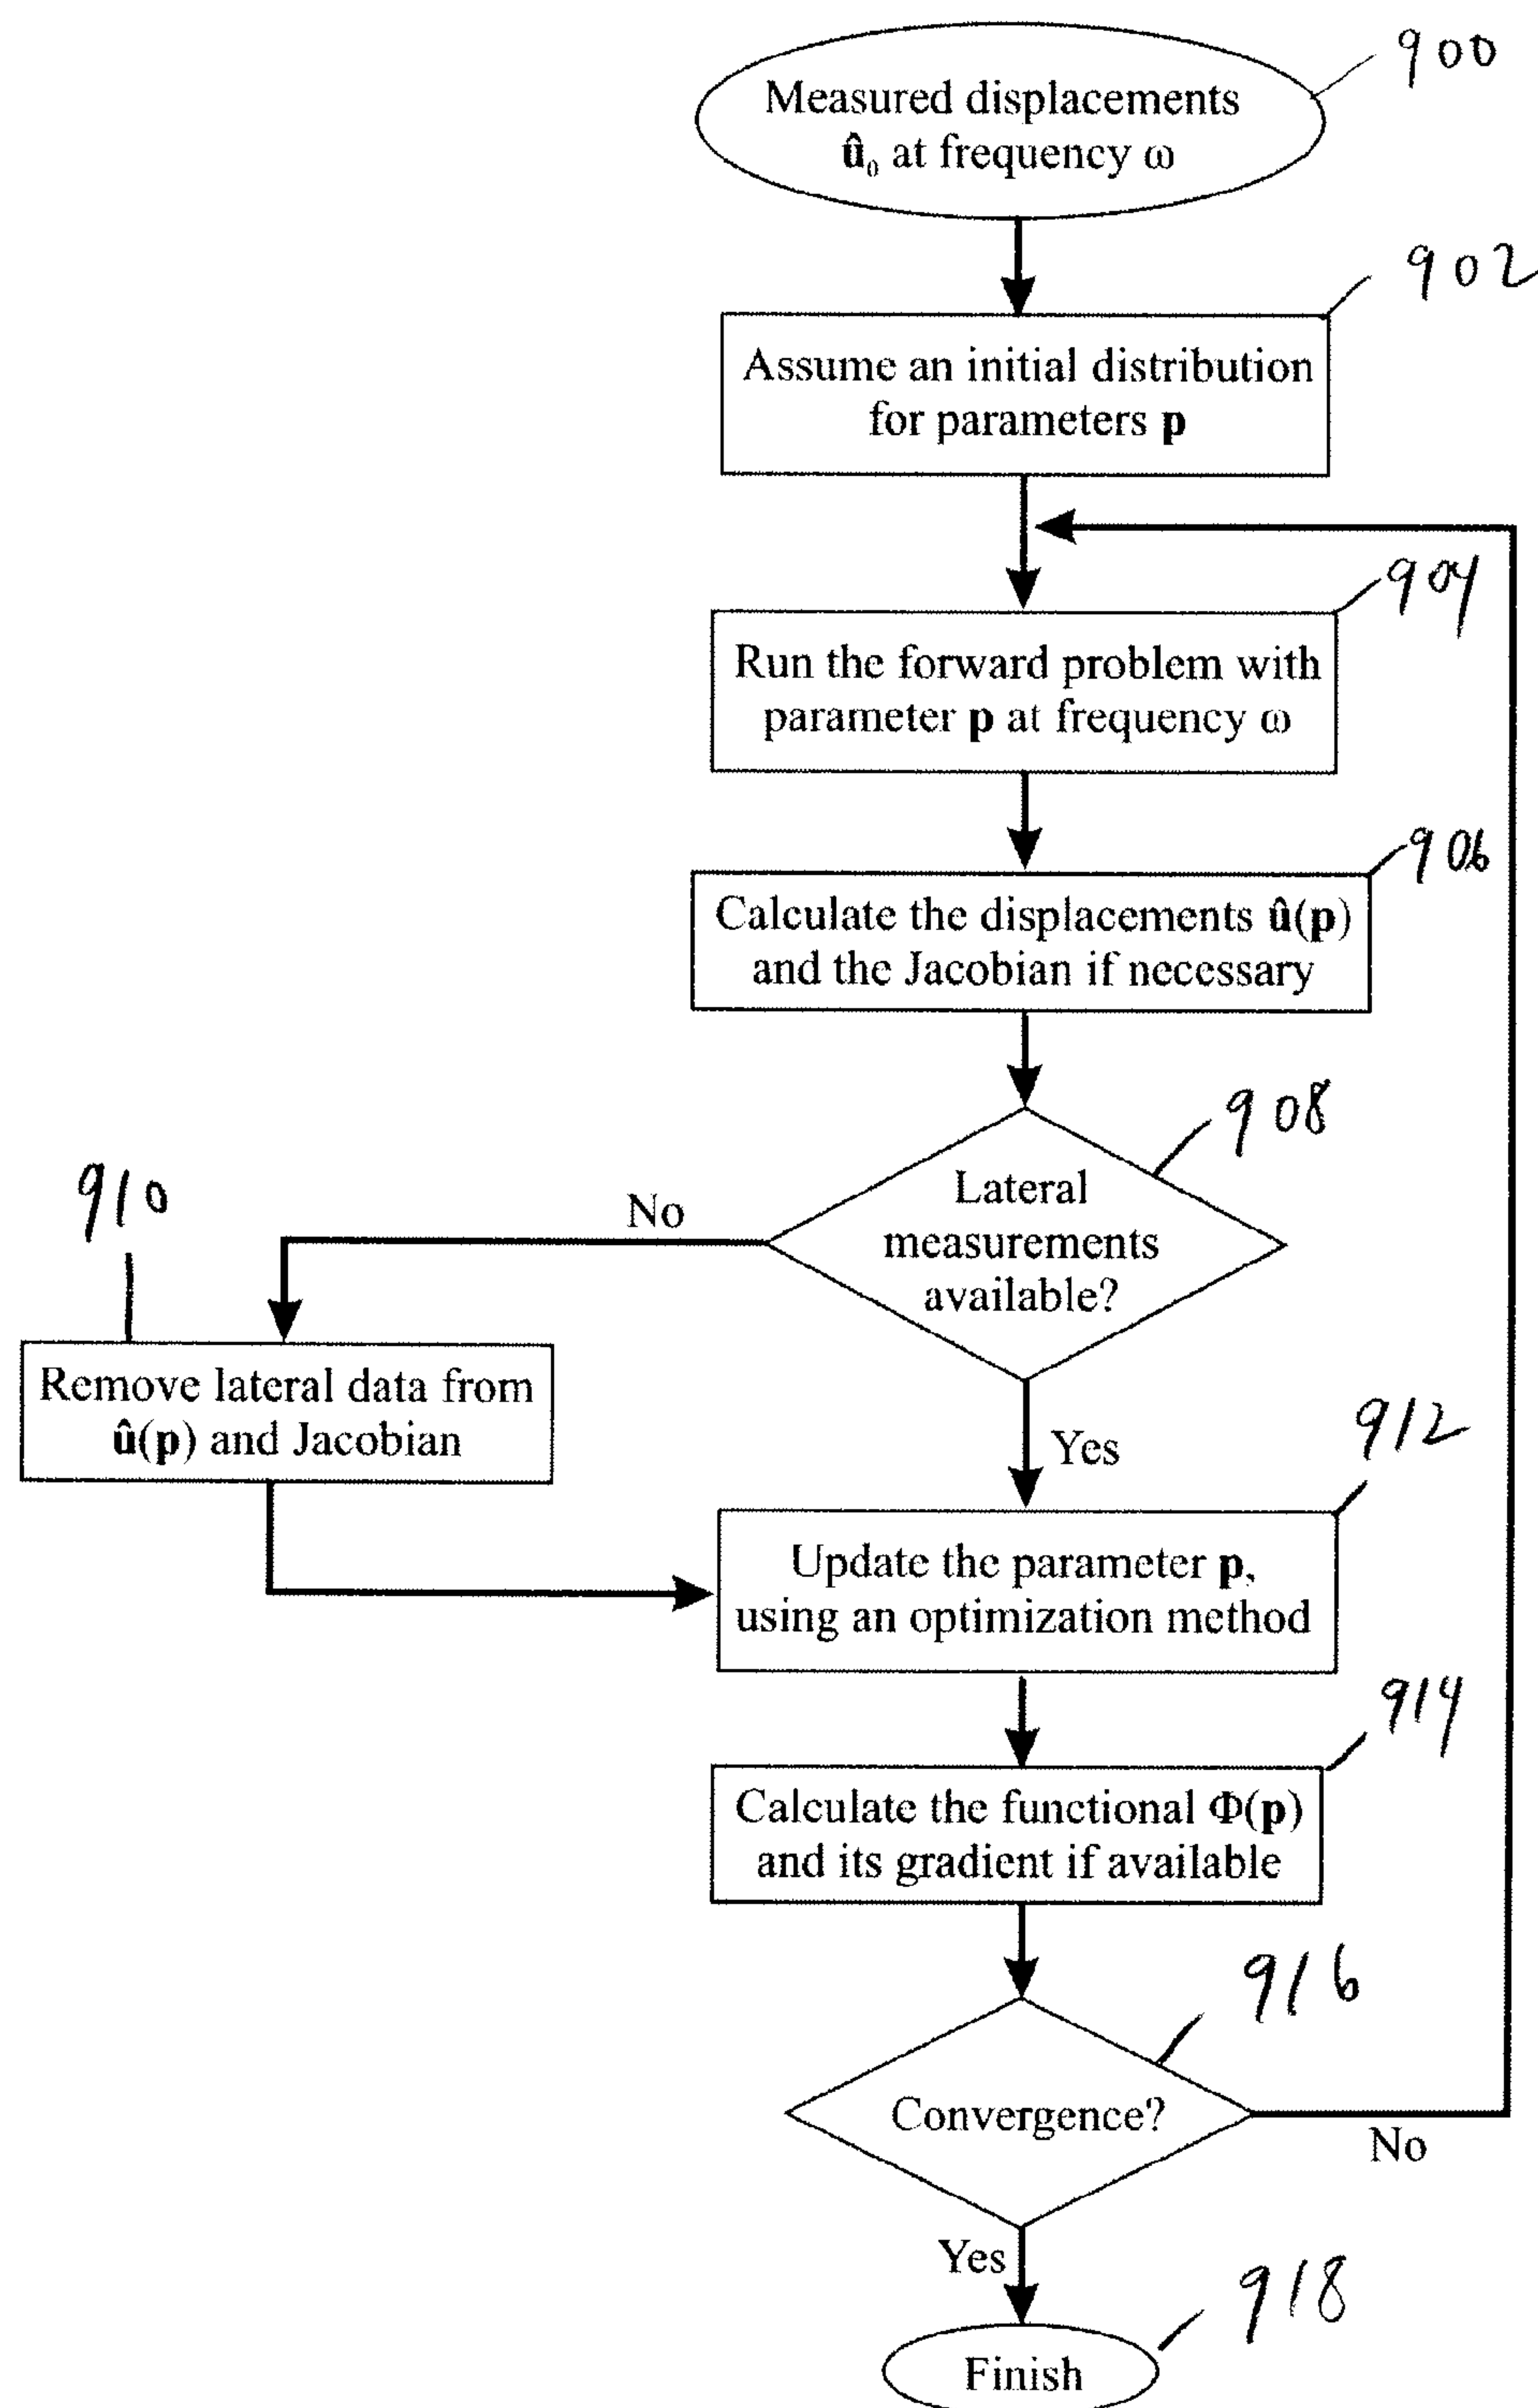 900
Measured displacements
û₀ at frequency ω
902
Assume an initial distribution
for parameters p
904
Run the forward problem with
parameter p at frequency ω
906
Calculate the displacements û(p)
and the Jacobian if necessary
908
Lateral
measurements
available?
No
910
Remove lateral data from
û(p) and Jacobian
Yes
912
Update the parameter p,
using an optimization method
914
Calculate the functional Φ(p)
and its gradient if available
916
Convergence?
No
Yes
918
Finish